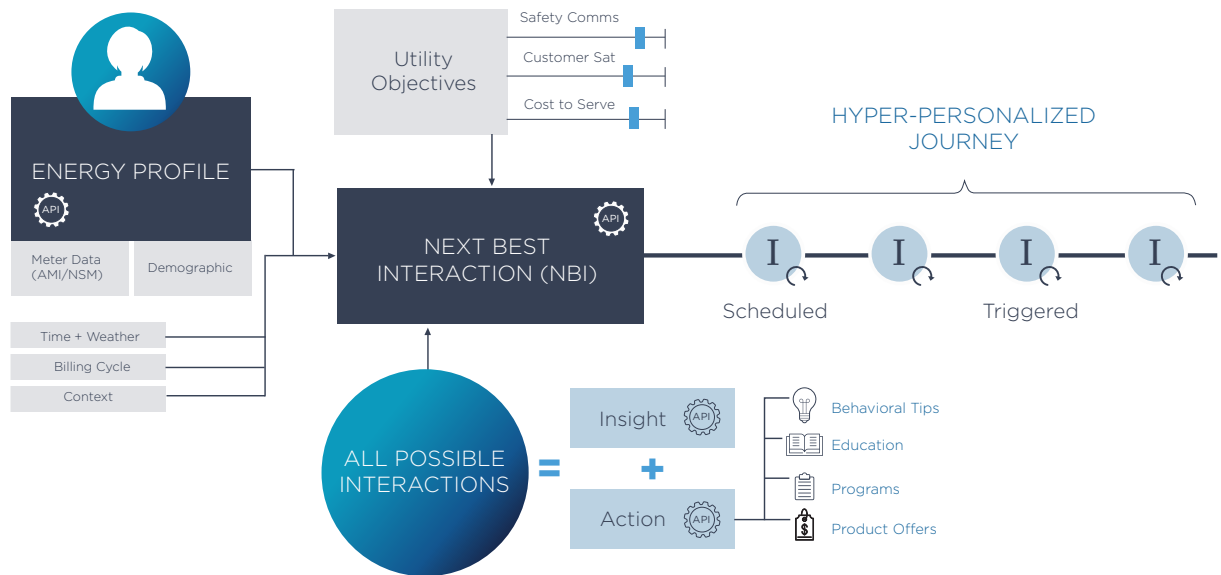 ENERGY PROFILE
API
Meter Data
(AMI/NSM)
Demographic
Time + Weather
Billing Cycle
Context
Utility
Objectives
Safety Comms
Customer Sat
Cost to Serve
NEXT BEST
INTERACTION (NBI)
API
HYPER-PERSONALIZED
JOURNEY
I
I
I
I
Scheduled
Triggered
ALL POSSIBLE
INTERACTIONS
=
Insight
API
+
Action
API
Behavioral Tips
Education
Programs
$
Product Offers